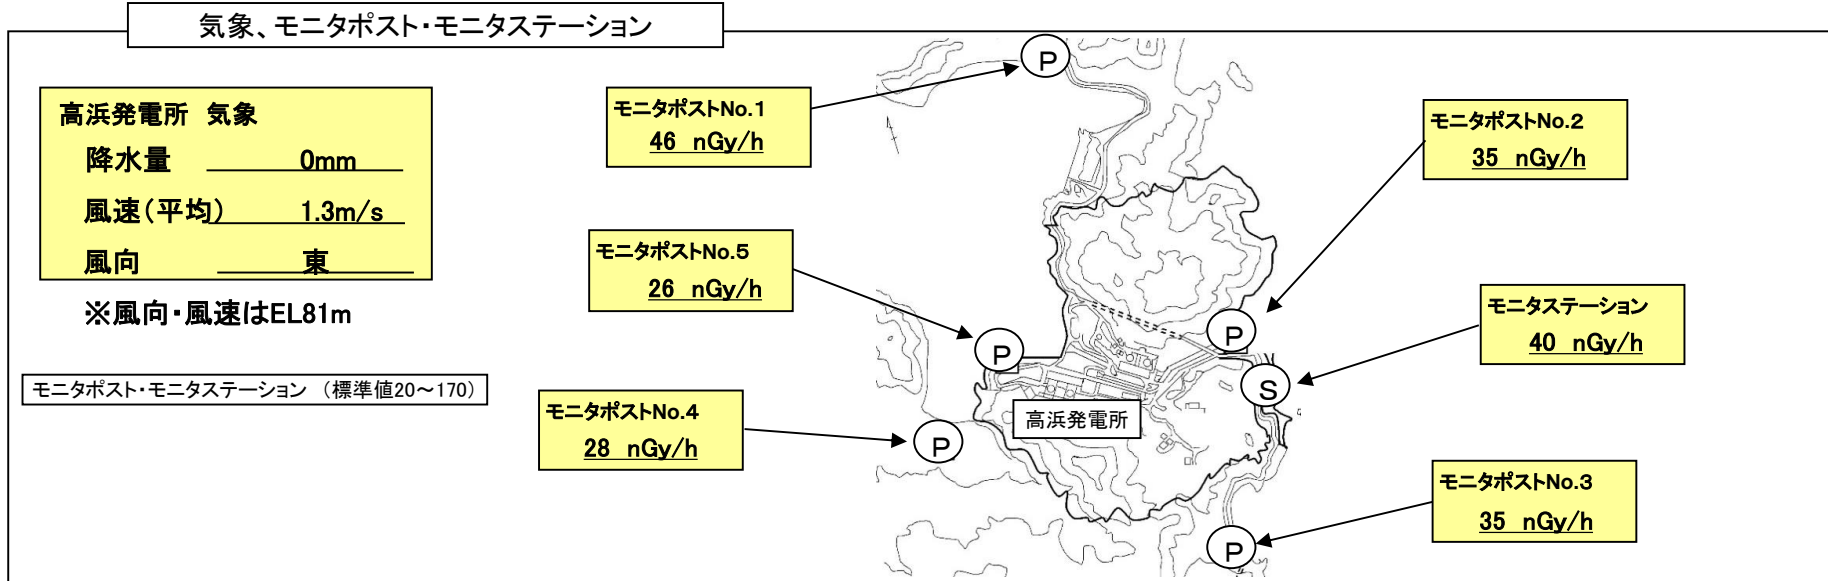 気象、モニタポスト・モニタステーション
高浜発電所 気象
降水量 0mm
風速(平均) 1.3m/s
風向 東
※風向・風速はEL81m
モニタポスト・モニタステーション (標準値20～170)
モニタポストNo.1
46 nGy/h
P
モニタポストNo.2
35 nGy/h
P
モニタポストNo.5
26 nGy/h
P
モニタステーション
40 nGy/h
S
モニタポストNo.4
28 nGy/h
P
高浜発電所
モニタポストNo.3
35 nGy/h
P